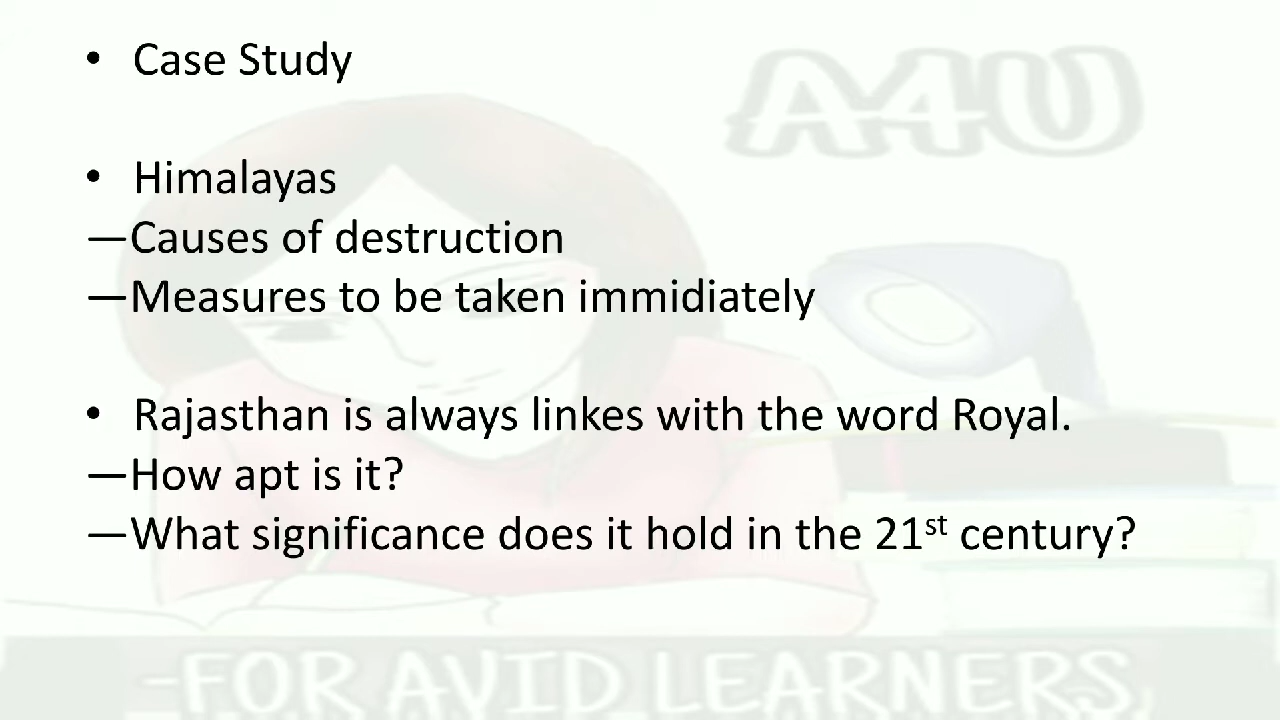 • Case Study
A4U
• Himalayas
—Causes of destruction
—Measures to be taken immidiately
• Rajasthan is always linkes with the word Royal.
—How apt is it?
—What significance does it hold in the 21st century?
-FOR AVID LEARNERS